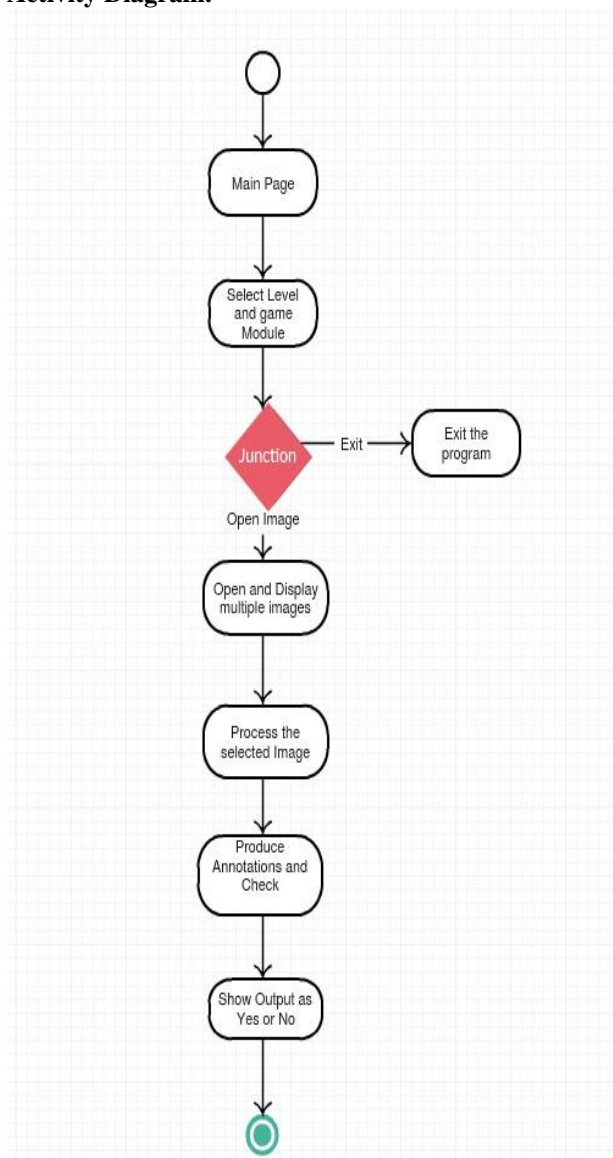 Activity Diagram:
Main Page
Select Level
and game
Module
Junction
Exit
Exit the
program
Open Image
Open and Display
multiple images
Process the
selected Image
Produce
Annotations and
Check
Show Output as
Yes or No